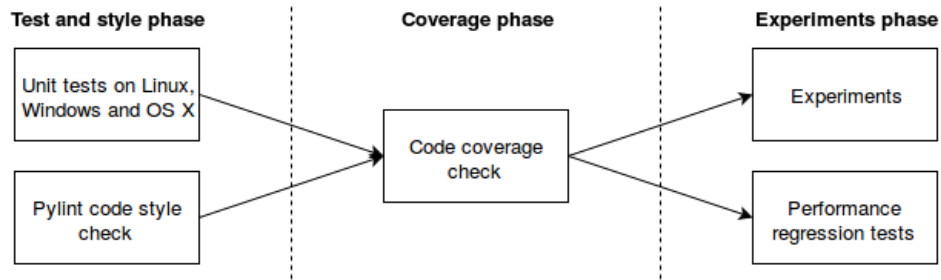 Test and style phase
Coverage phase
Experiments phase
Unit tests on Linux,
Windows and OS X
Pylint code style
check
Code coverage
check
Experiments
Performance
regression tests